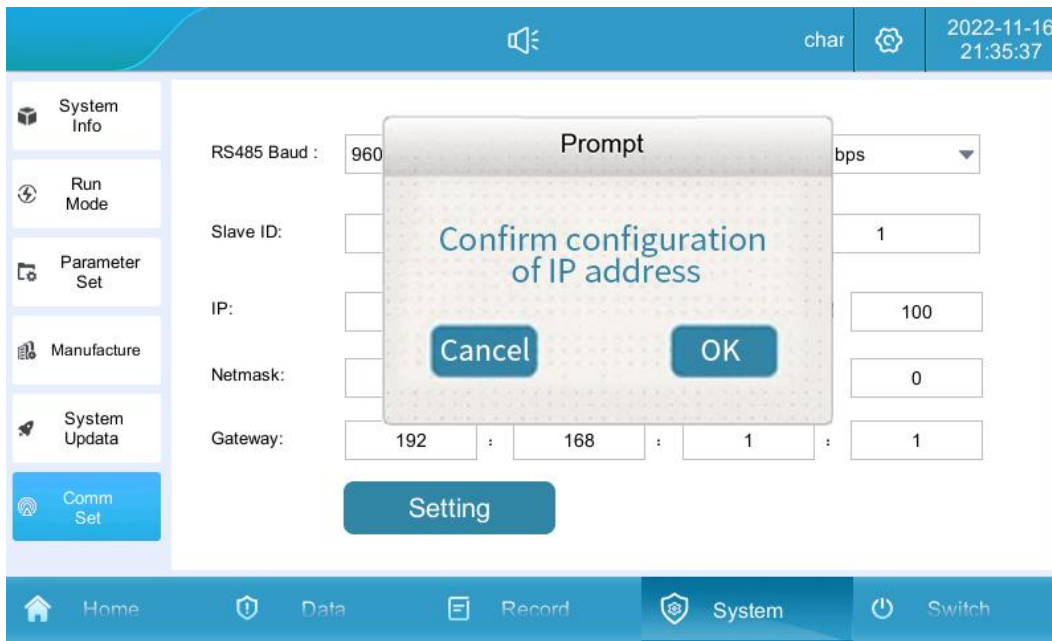 char
2022-11-16
21:35:37
System
Info
Run
Mode
Parameter
Set
Manufacture
System
Updata
Comm
Set
RS485 Baud :
960
bps
Slave ID:
1
IP:
100
Netmask:
0
Gateway:
192 : 168 : 1 : 1
Prompt
Confirm configuration
of IP address
Cancel OK
Setting
Home Data Record System Switch